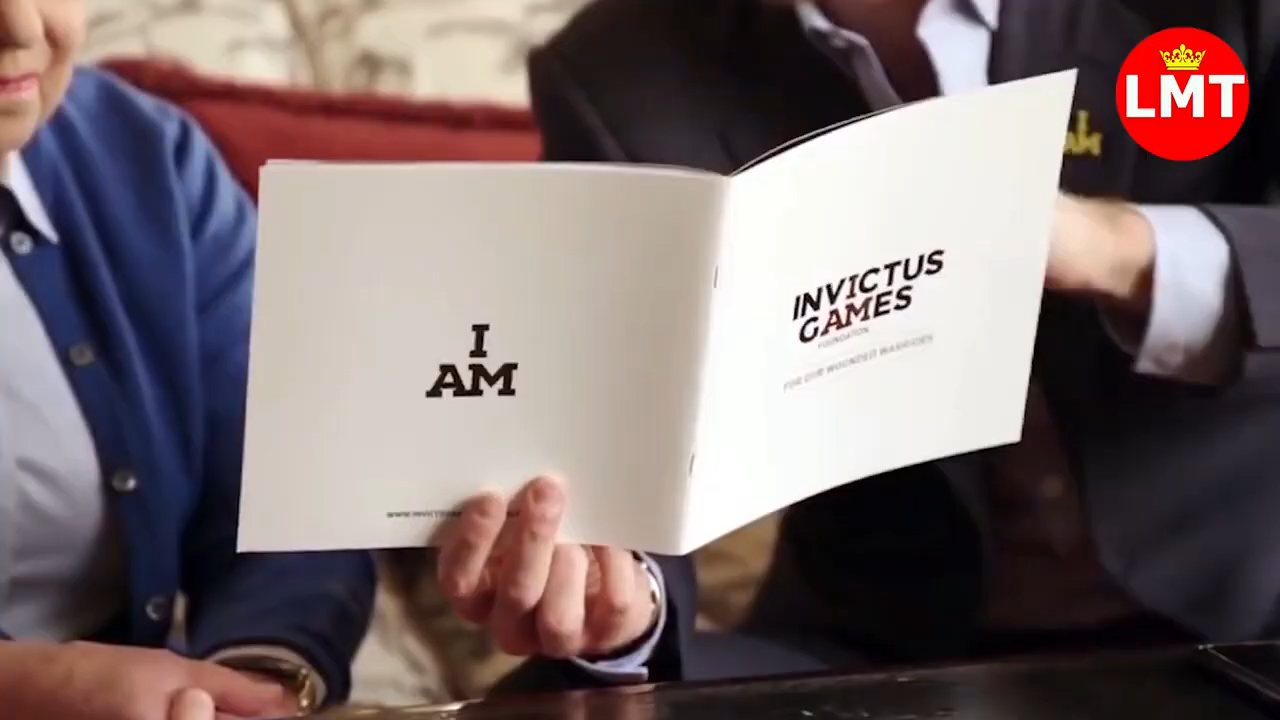 LMT
I
AM
INVICTUS
GAMES
FOUNDATION
FOR OUR WOUNDED WARRIORS